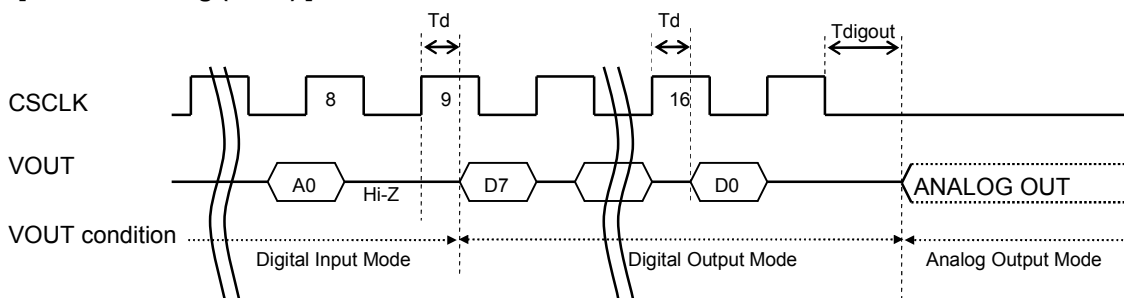 Td Td Tdigout
CSCLK 8 9 16
VOUT A0 Hi-Z D7 D0 ANALOG OUT
VOUT condition
Digital Input Mode Digital Output Mode Analog Output Mode